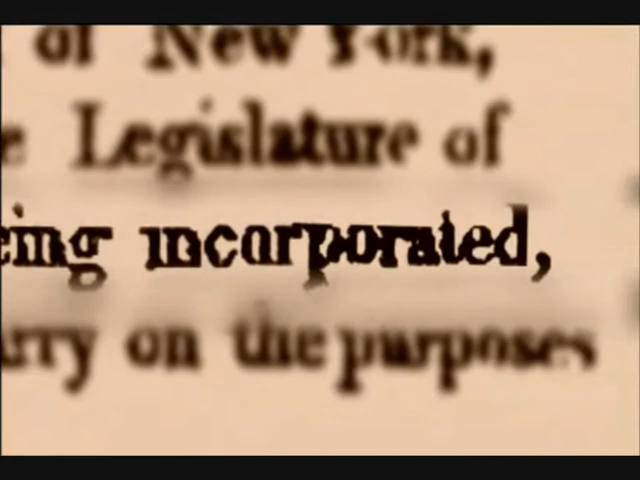 of New York,
e Legislature of
eing incorporated,
arry on the purposes